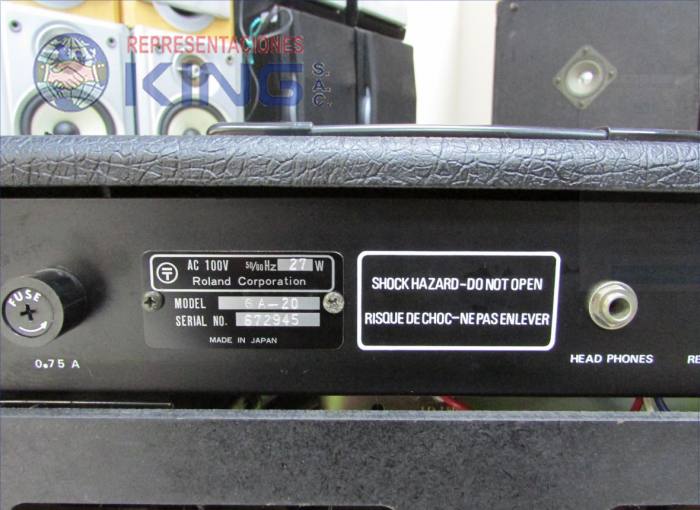 REPRESENTACIONES
KING S.A.C.
AC 100V 50/60Hz 27 W
Roland Corporation
MODEL GA-20
SERIAL NO. 672945
MADE IN JAPAN
SHOCK HAZARD-DO NOT OPEN
RISQUE DE CHOC-NE PAS ENLEVER
FUSE
0.75 A
HEAD PHONES
RE